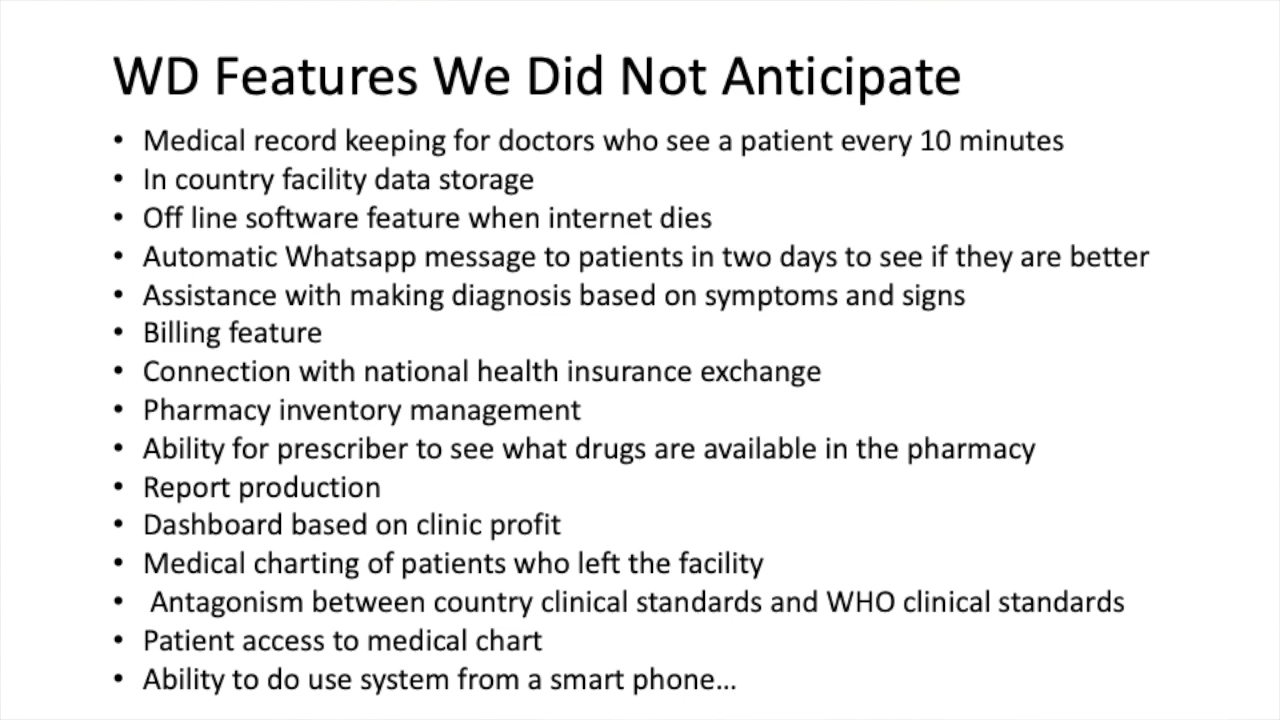 WD Features We Did Not Anticipate
• Medical record keeping for doctors who see a patient every 10 minutes
• In country facility data storage
• Off line software feature when internet dies
• Automatic Whatsapp message to patients in two days to see if they are better
• Assistance with making diagnosis based on symptoms and signs
• Billing feature
• Connection with national health insurance exchange
• Pharmacy inventory management
• Ability for prescriber to see what drugs are available in the pharmacy
• Report production
• Dashboard based on clinic profit
• Medical charting of patients who left the facility
• Antagonism between country clinical standards and WHO clinical standards
• Patient access to medical chart
• Ability to do use system from a smart phone…